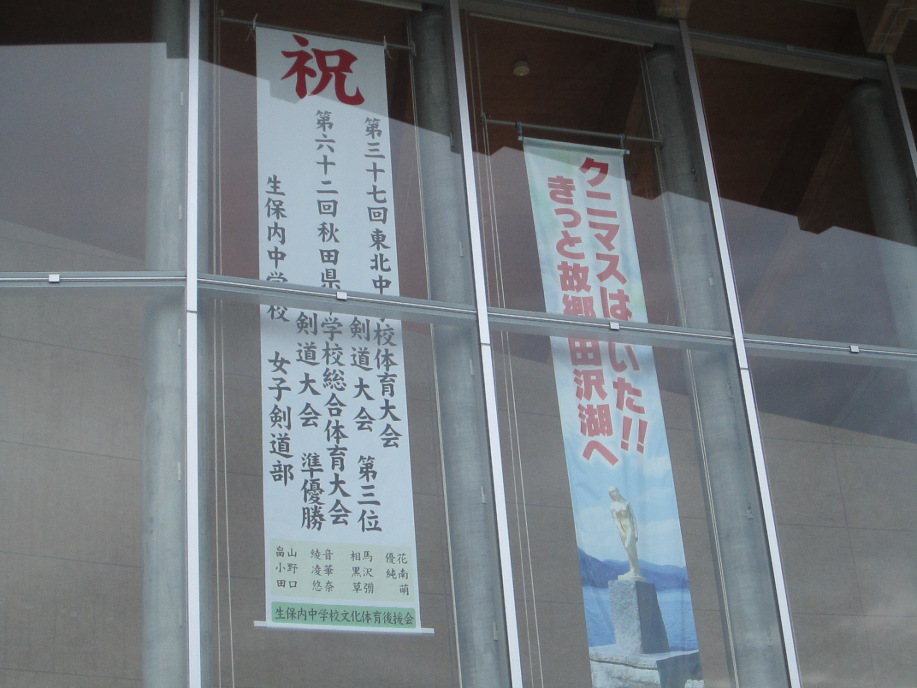 祝
第三十七回東北中学校体育大会
剣道大会 第三位
第六十二回秋田県中学校総合体育大会
剣道大会 準優勝
生保内中学校 女子剣道部
畠山 綾音 相馬 優花
小野 凌華 黒沢 純南
田口 悠奈 草彅 萌
生保内中学校文化体育後援会
クニマスはいた!!
きっと故郷田沢湖へ